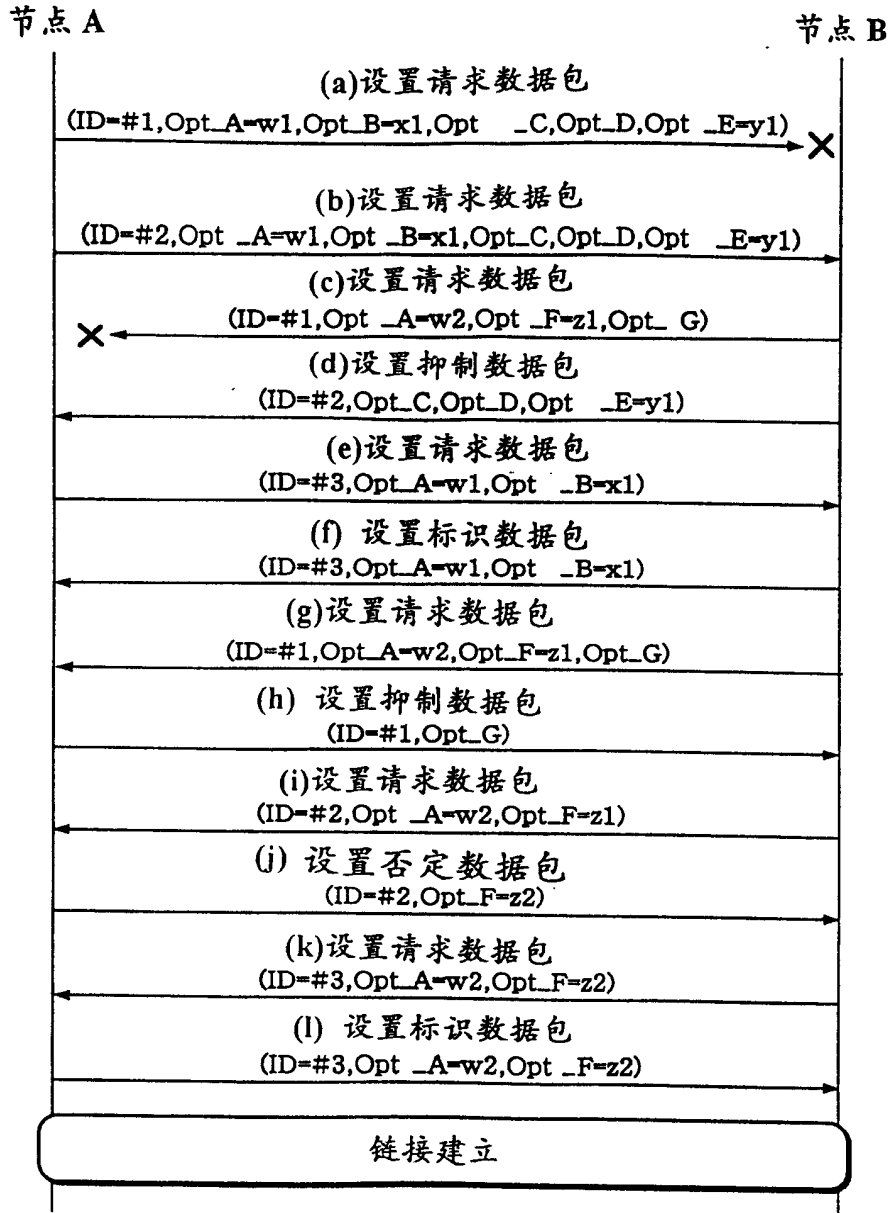 节点 A
节点 B
(a)设置请求数据包
(ID=#1,Opt_A=w1,Opt_B=x1,Opt _C,Opt_D,Opt _E=y1)
(b)设置请求数据包
(ID=#2,Opt _A=w1,Opt _B=x1,Opt_C,Opt_D,Opt _E=y1)
(c)设置请求数据包
(ID=#1,Opt _A=w2,Opt _F=z1,Opt_ G)
(d)设置抑制数据包
(ID=#2,Opt_C,Opt_D,Opt _E=y1)
(e)设置请求数据包
(ID=#3,Opt_A=w1,Opt _B=x1)
(f) 设置标识数据包
(ID=#3,Opt_A=w1,Opt _B=x1)
(g)设置请求数据包
(ID=#1,Opt_A=w2,Opt_F=z1,Opt_G)
(h) 设置抑制数据包
(ID=#1,Opt_G)
(i)设置请求数据包
(ID=#2,Opt _A=w2,Opt_F=z1)
(j) 设置否定数据包
(ID=#2,Opt_F=z2)
(k)设置请求数据包
(ID=#3,Opt_A=w2,Opt_F=z2)
(l) 设置标识数据包
(ID=#3,Opt _A=w2,Opt _F=z2)
链接建立